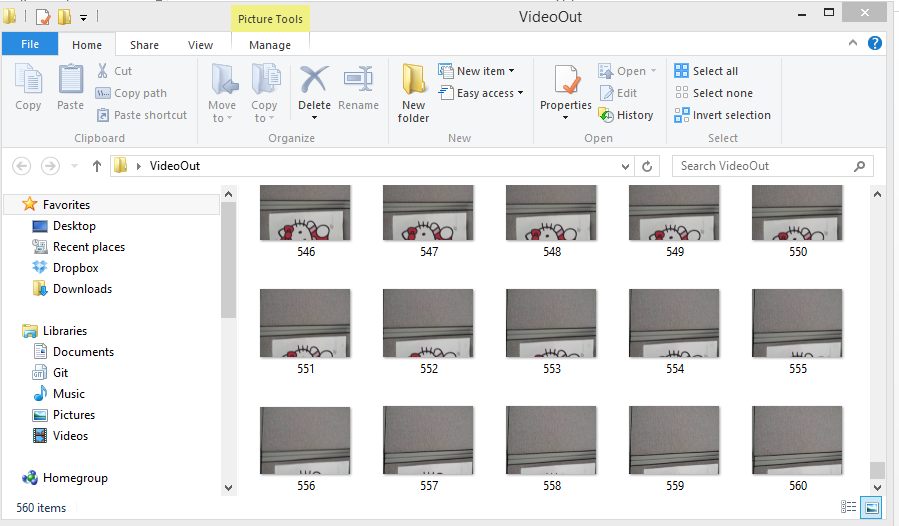 Picture Tools
VideoOut
File
Home
Share
View
Manage
Copy
Paste
Cut
Copy path
Paste shortcut
Clipboard
Move to
Copy to
Delete
Rename
Organize
New folder
New item
Easy access
New
Properties
Open
Edit
History
Open
Select all
Select none
Invert selection
Select
VideoOut
Search VideoOut
Favorites
Desktop
Recent places
Dropbox
Downloads
Libraries
Documents
Git
Music
Pictures
Videos
Homegroup
546 547 548 549 550
551 552 553 554 555
556 557 558 559 560
560 items